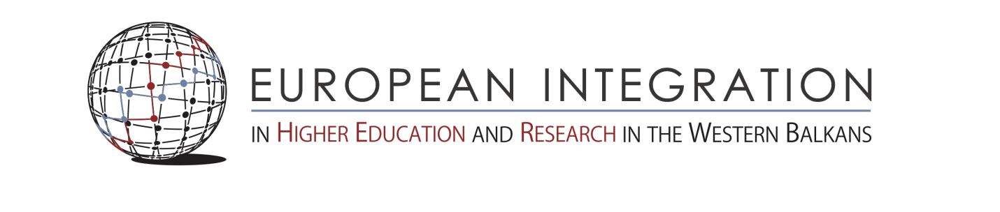 EUROPEAN INTEGRATION
IN HIGHER EDUCATION AND RESEARCH IN THE WESTERN BALKANS